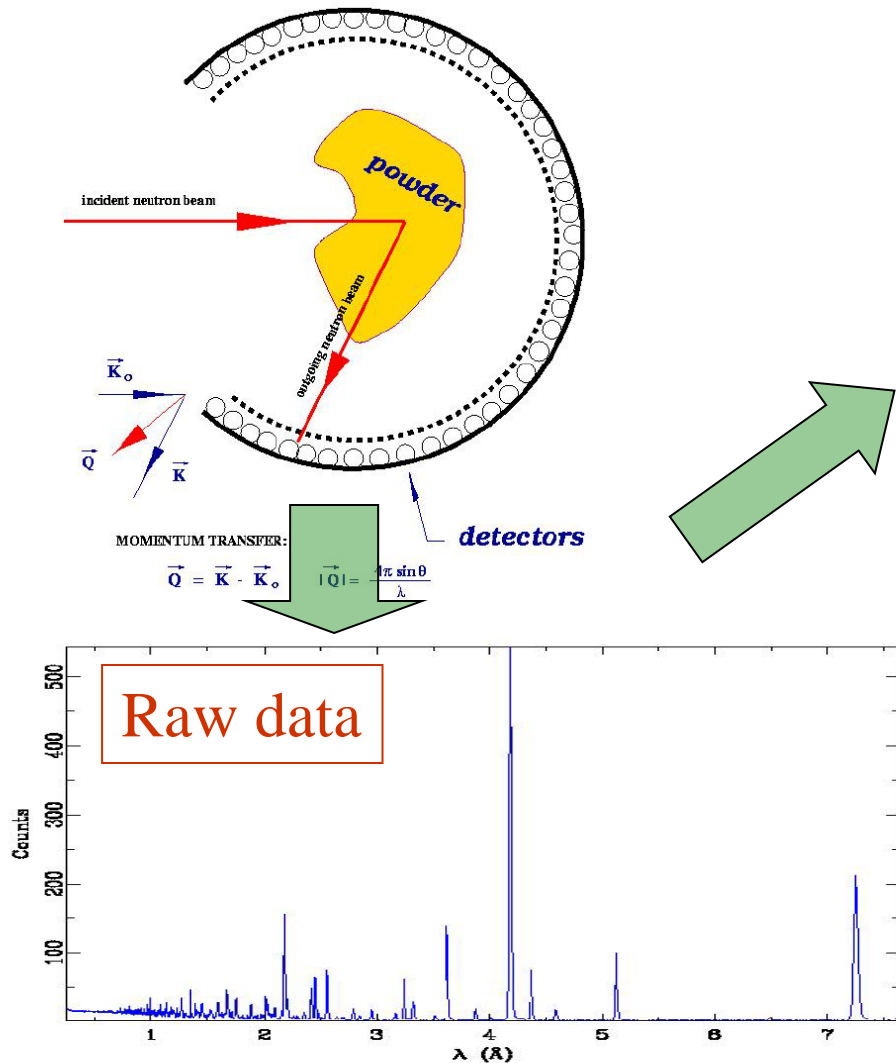 powder
incident neutron beam
outgoing neutron beam
K₀
Q
K
detectors
MOMENTUM TRANSFER:
Q = K - K₀ |Q| = 4π sin θ / λ
Raw data
Counts
500
400
300
200
100
1 2 3 4 5 6 7
λ (Å)